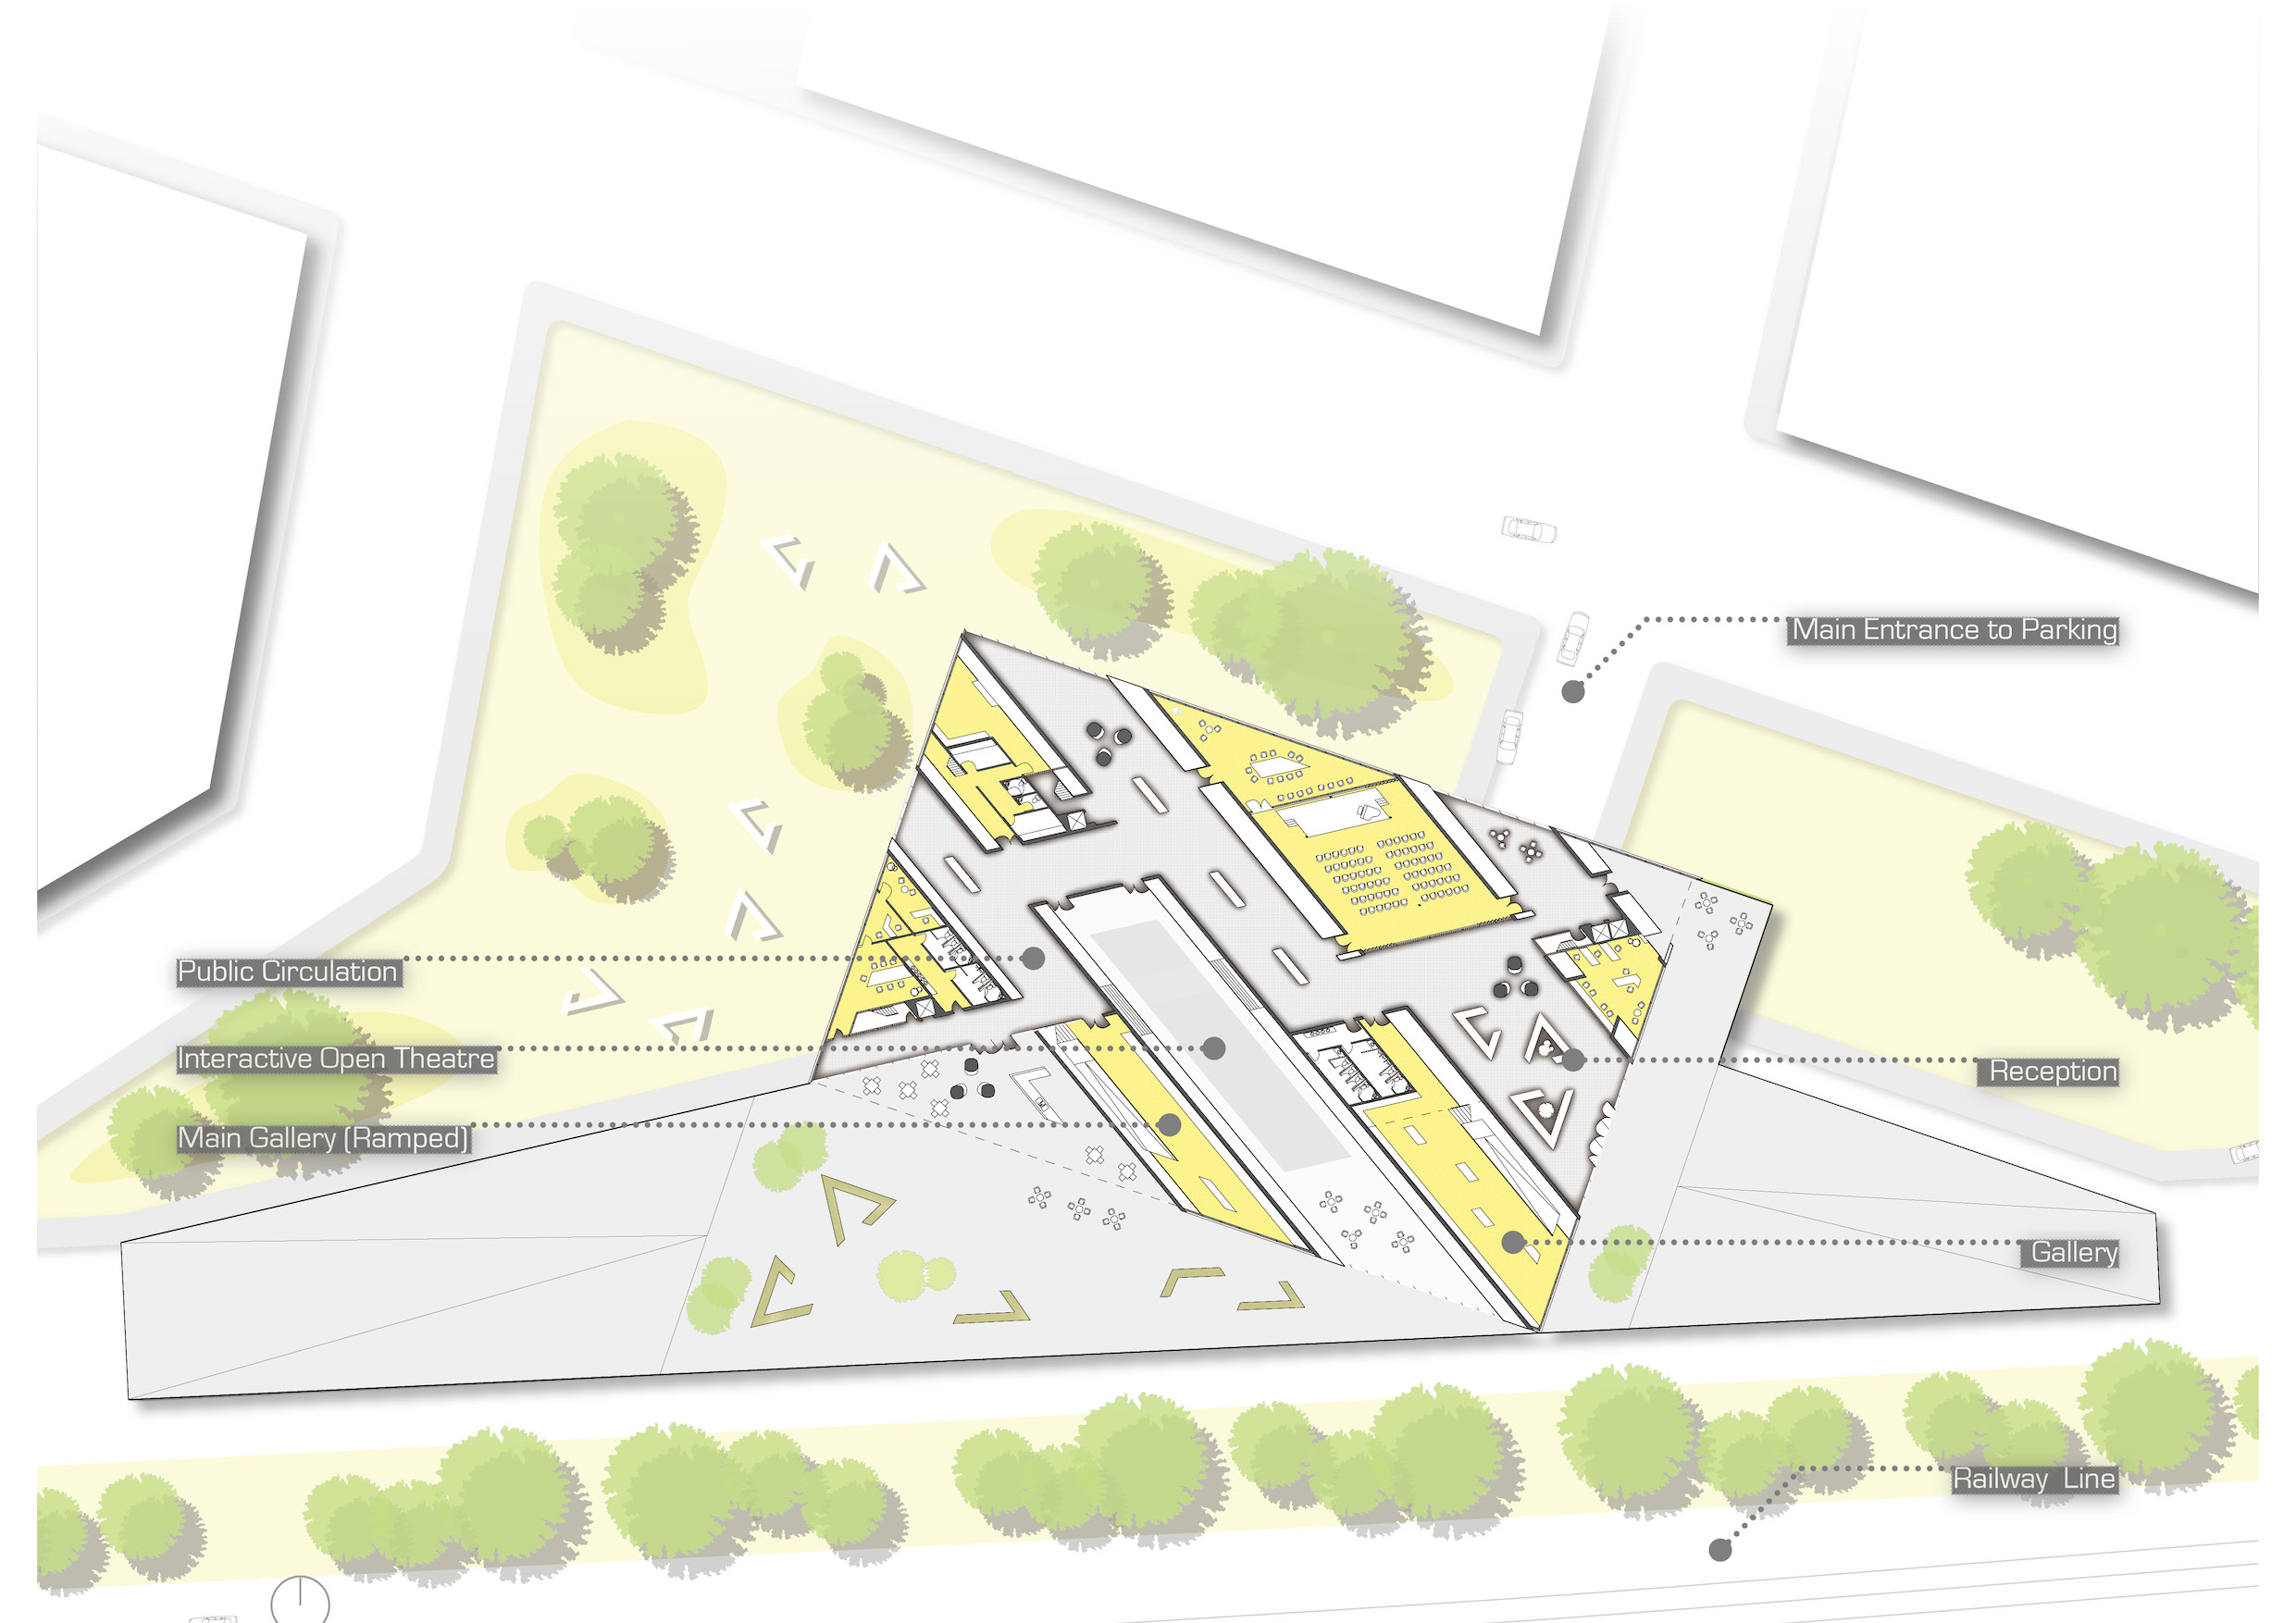 Main Entrance to Parking
Public Circulation
Interactive Open Theatre
Reception
Main Gallery (Ramped)
Gallery
Railway Line